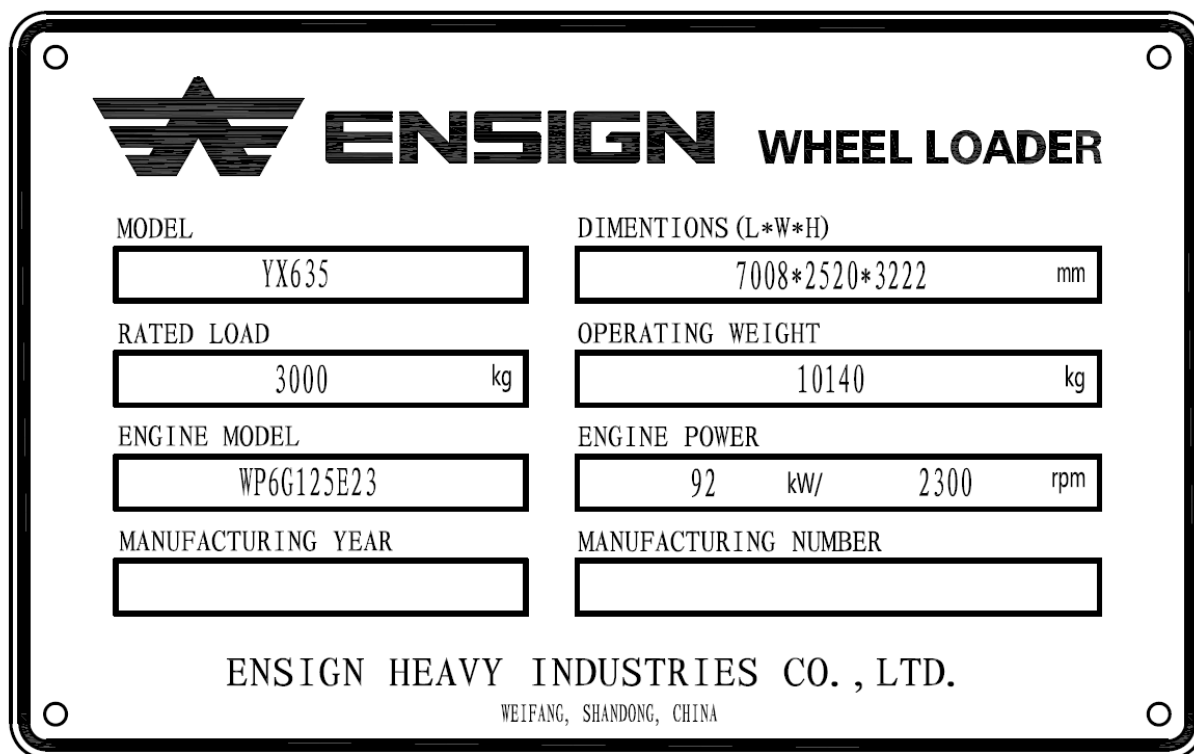 ENSIGN WHEEL LOADER
MODEL
YX635
DIMENTIONS(L*W*H)
7008*2520*3222 mm
RATED LOAD
3000 kg
OPERATING WEIGHT
10140 kg
ENGINE MODEL
WP6G125E23
ENGINE POWER
92 kW/ 2300 rpm
MANUFACTURING YEAR
MANUFACTURING NUMBER
ENSIGN HEAVY INDUSTRIES CO.,LTD.
WEIFANG, SHANDONG, CHINA